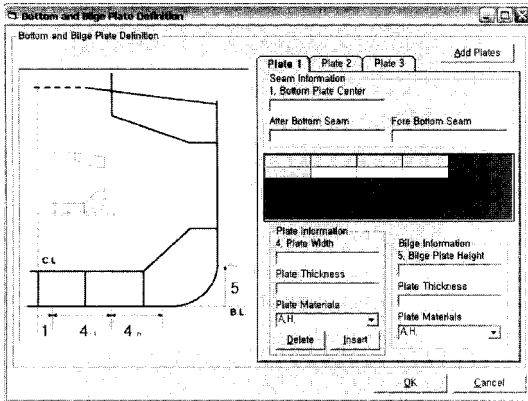 Bottom and Bilge Plate Definition
Bottom and Bilge Plate Definition
Add Plates
Plate 1 Plate 2 Plate 3
Seam Information
1, Bottom Plate Center
After Bottom Seam Fore Bottom Seam
Plate Information
4, Plate Width
Plate Thickness
Plate Materials
A.H.
Delete Insert
Bilge Information
5, Bilge Plate Height
Plate Thickness
Plate Materials
A.H.
C.L
5
B.L
1 4 4
OK Cancel